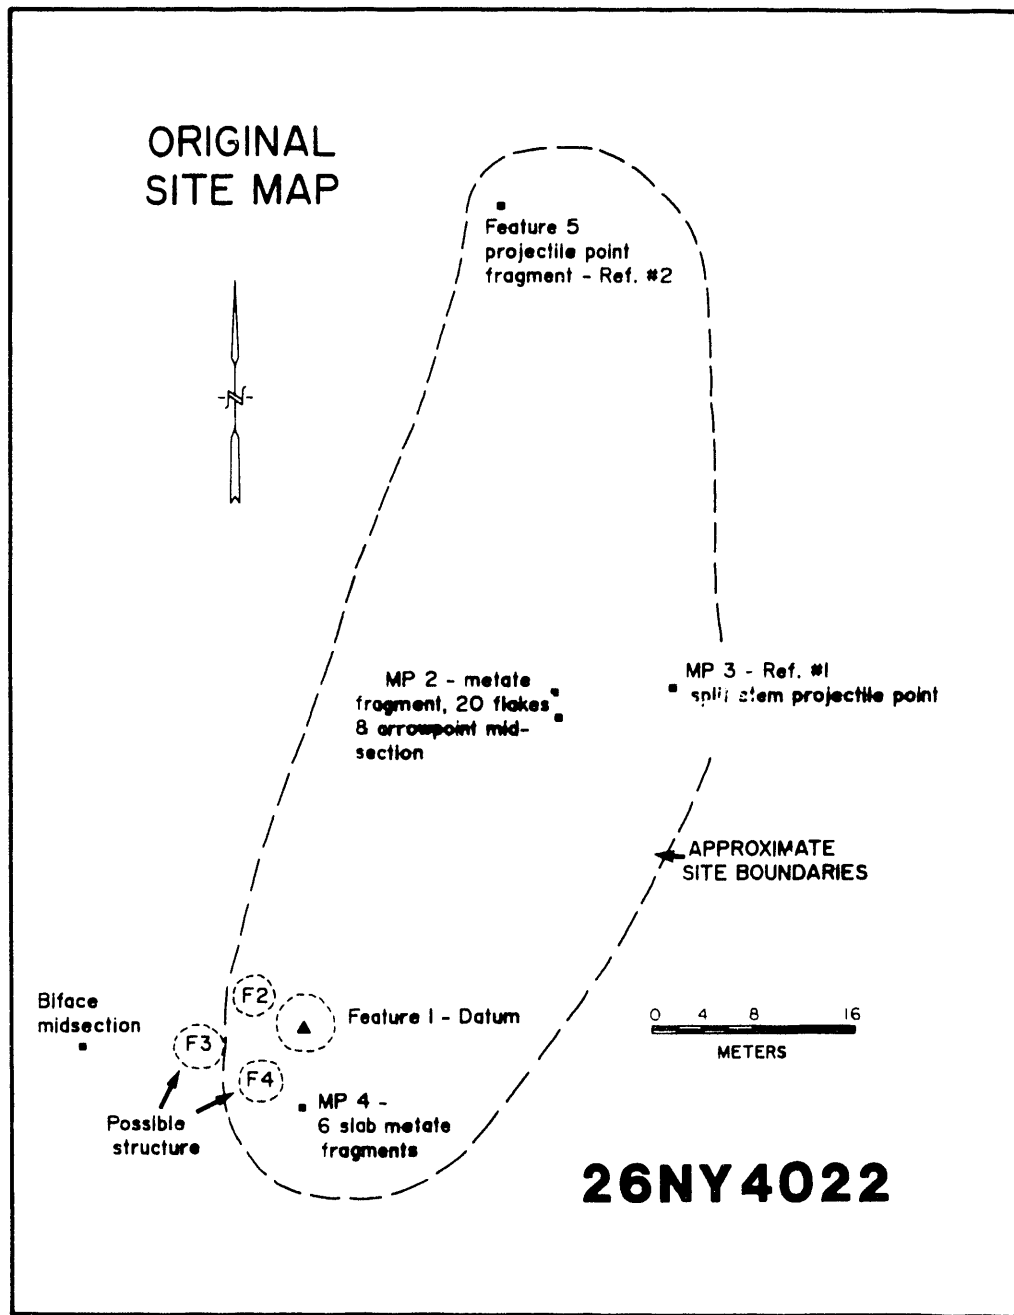 ORIGINAL
SITE MAP
Feature 5
projectile point
fragment - Ref. #2
N
MP 2 - metate
fragment, 20 flakes
8 arrowpoint mid-
section
MP 3 - Ref. #1
split stem projectile point
APPROXIMATE
SITE BOUNDARIES
Biface
midsection
F2
F3
F4
Feature 1 - Datum
Possible
structure
MP 4 -
6 slab metate
fragments
0 4 8 16
METERS
26NY4022